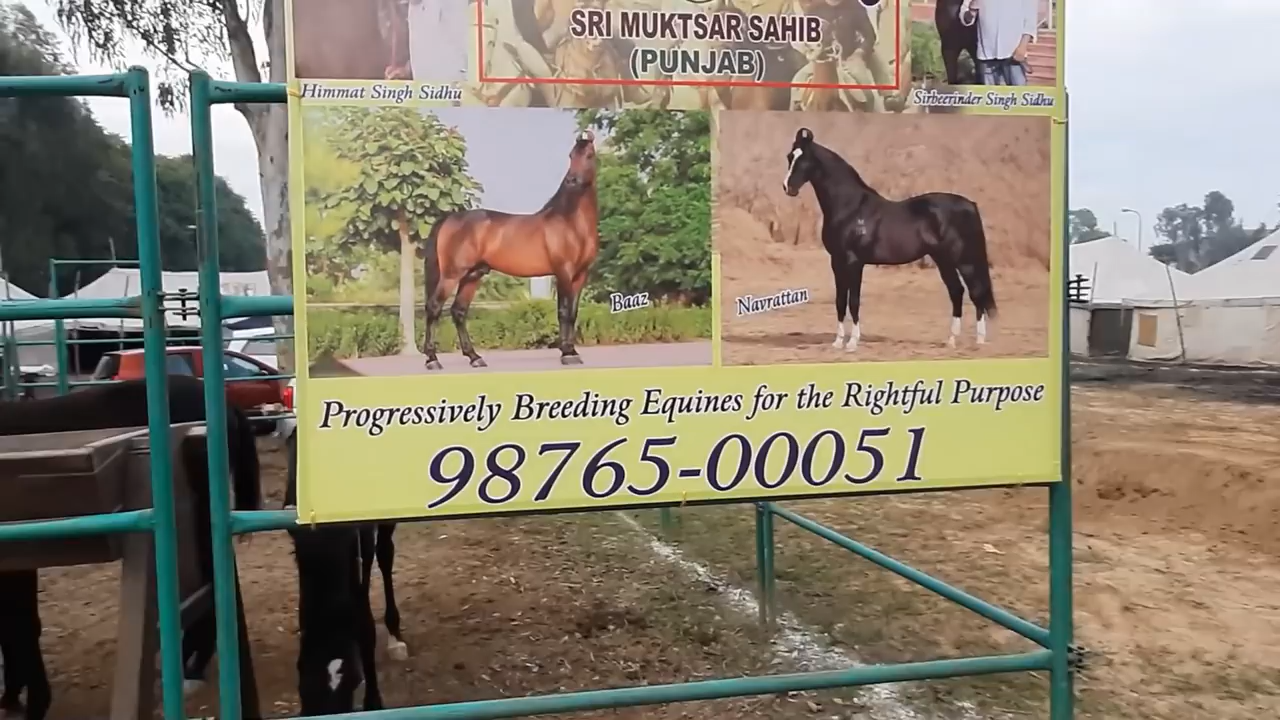 SRI MUKTSAR SAHIB
(PUNJAB)
Himmat Singh Sidhu
Sirbeerinder Singh Sidhu
Baaz
Navrattan
Progressively Breeding Equines for the Rightful Purpose
98765-00051